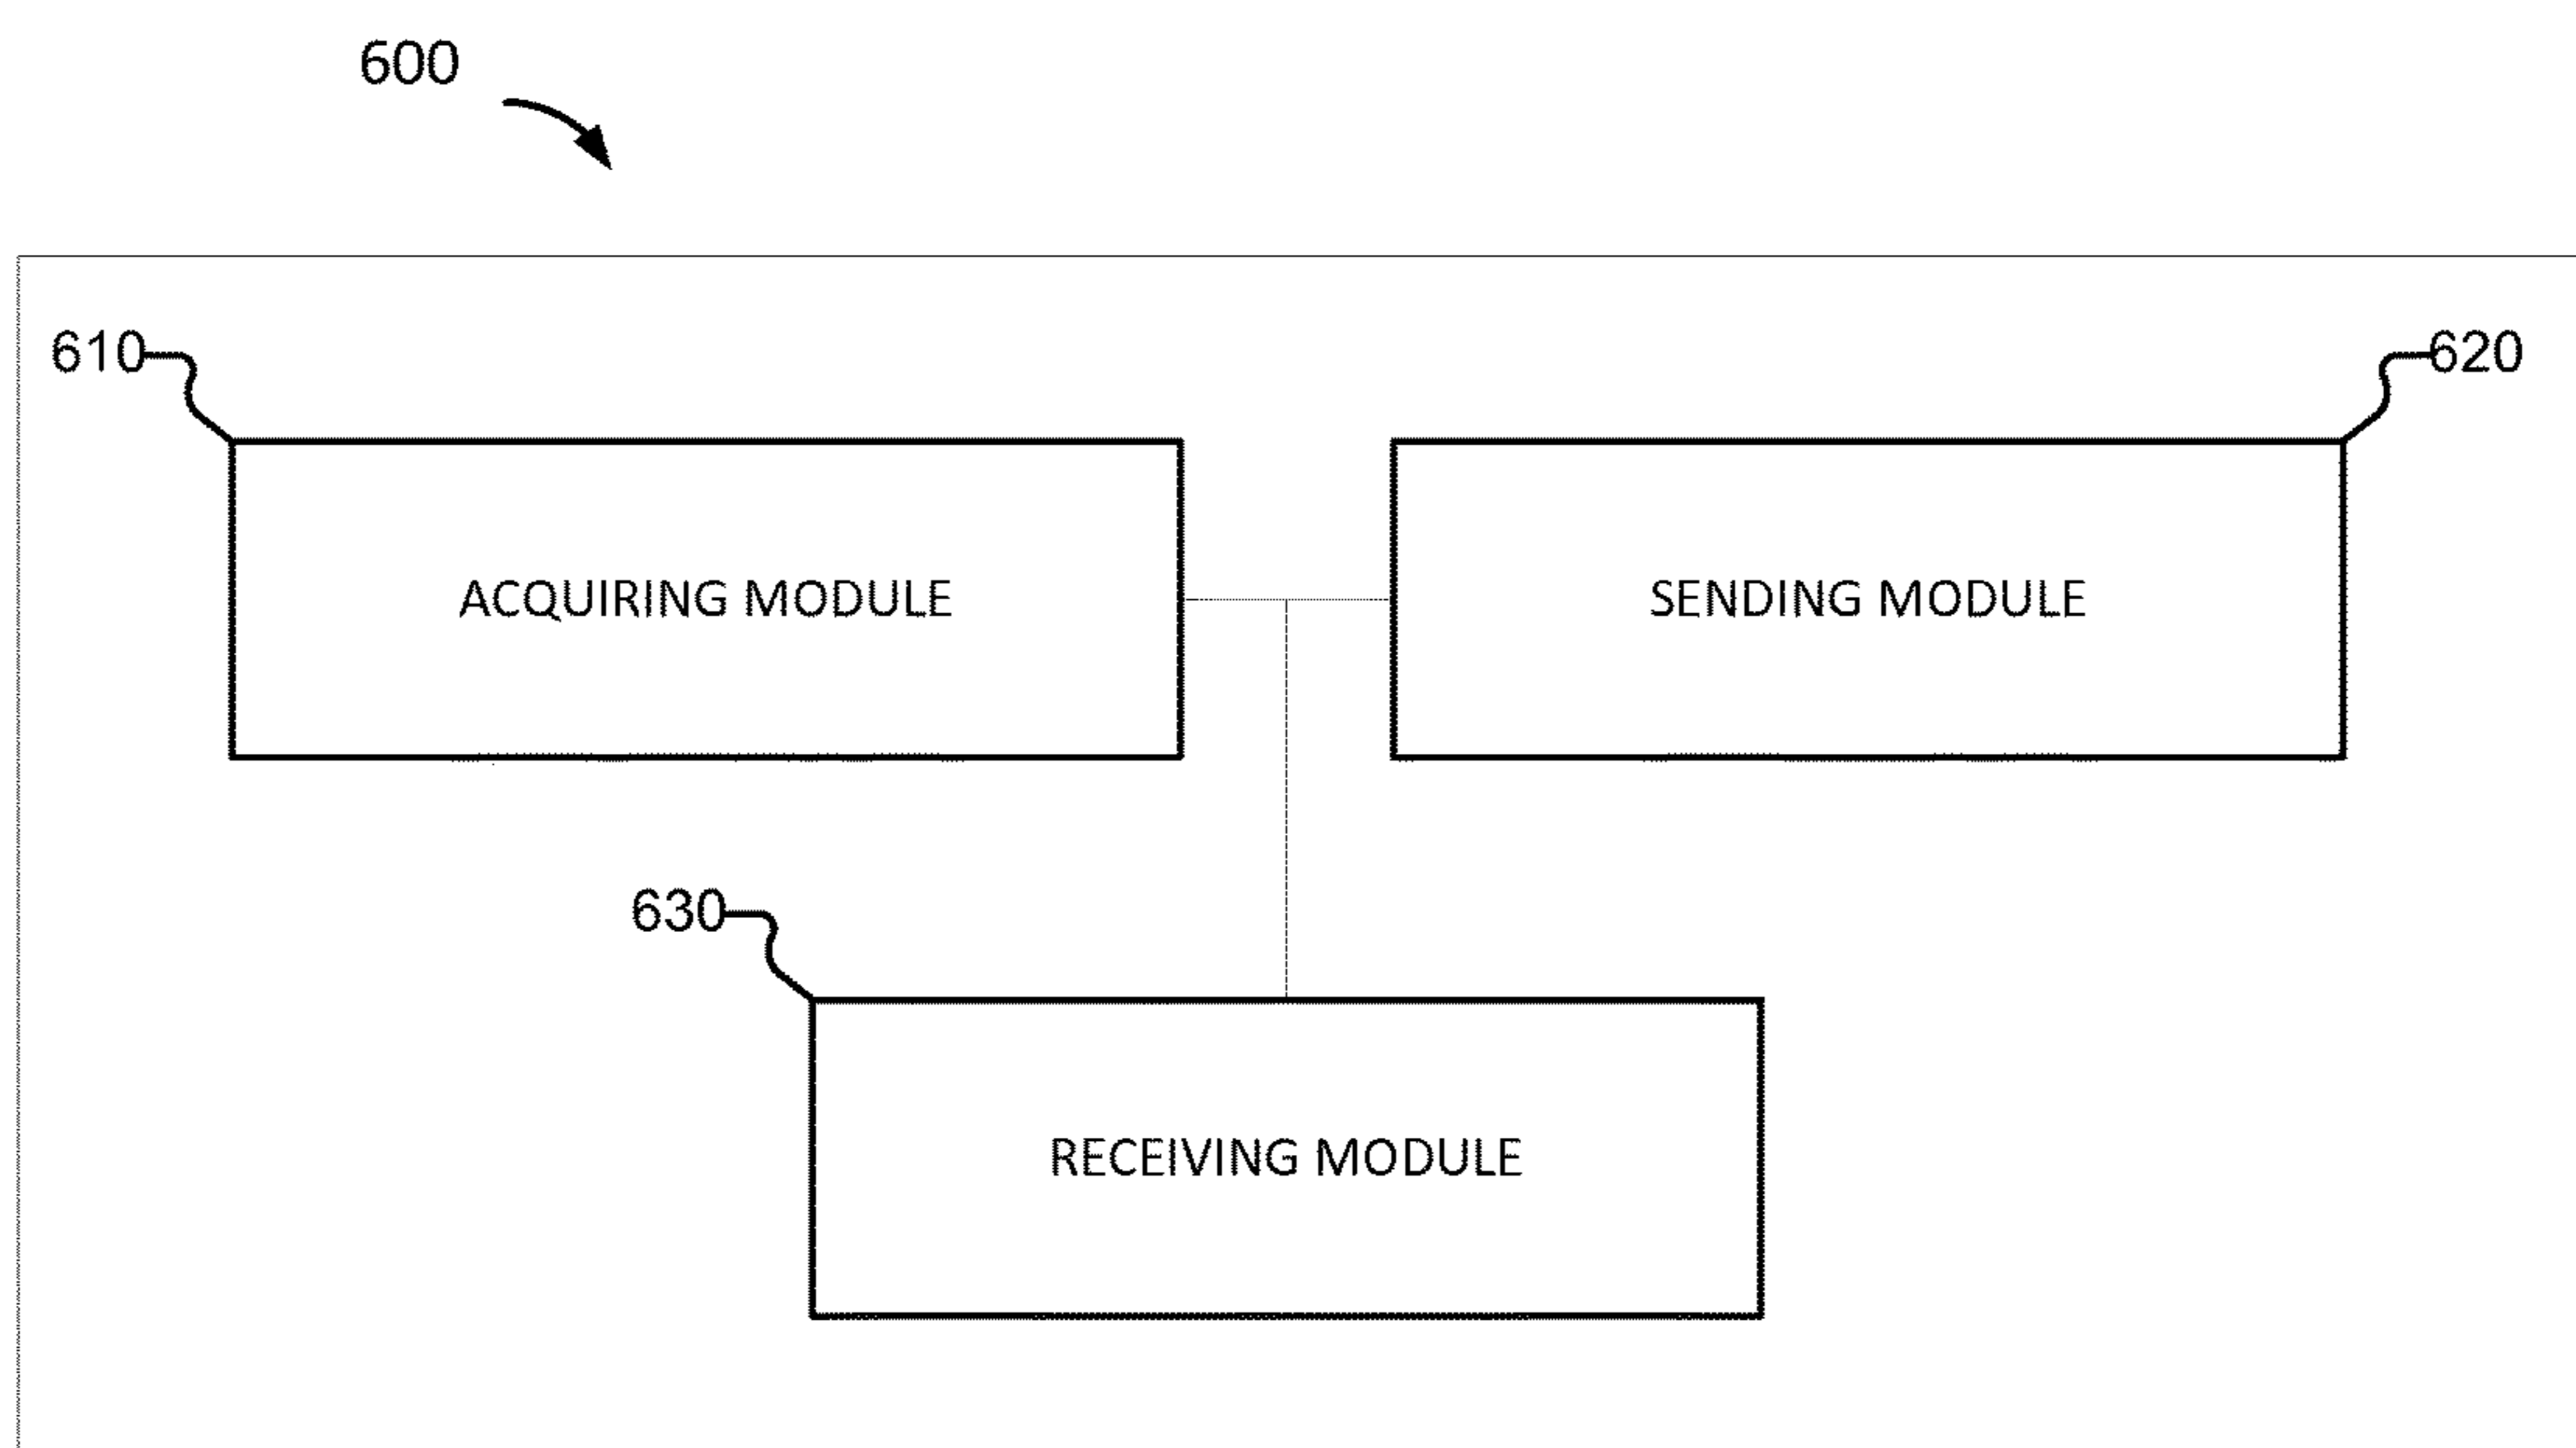 600
610
620
ACQUIRING MODULE
SENDING MODULE
630
RECEIVING MODULE